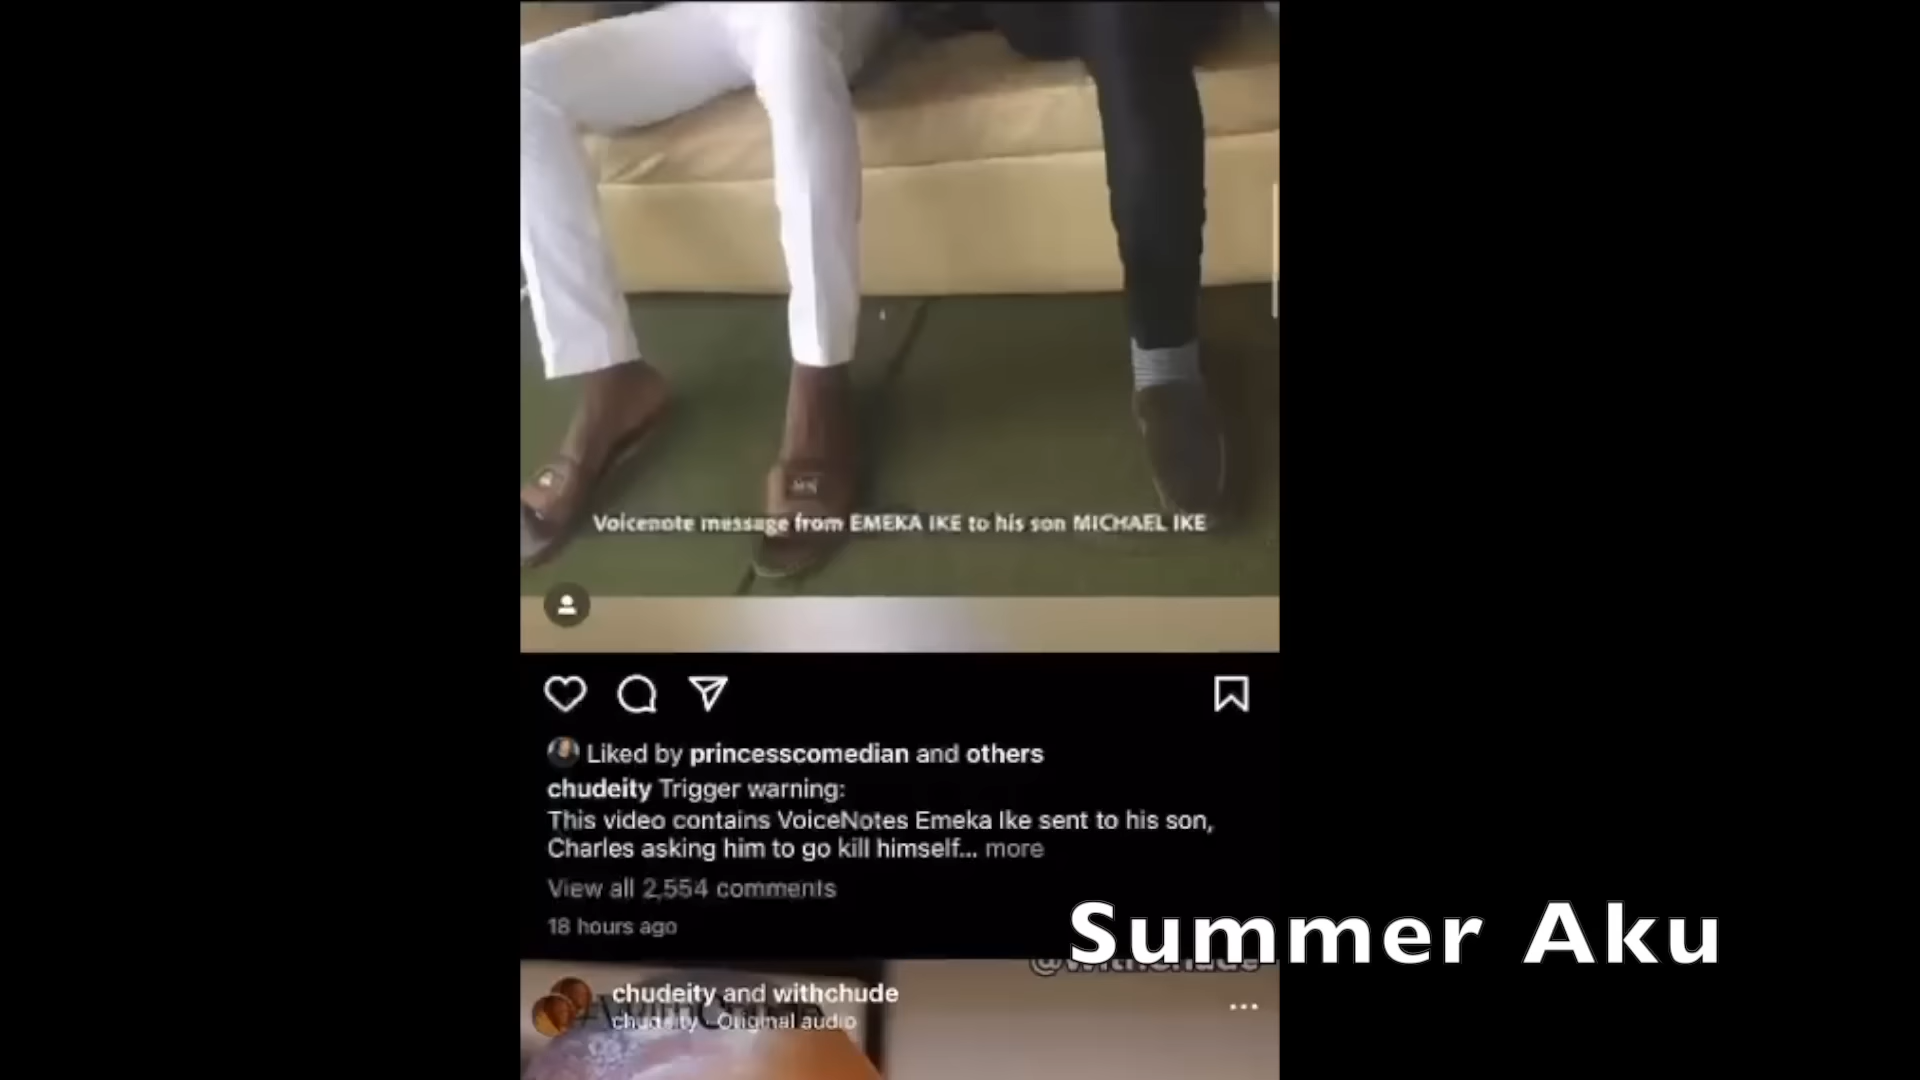 Voicenote message from EMEKA IKE to his son MICHAEL IKE
Liked by princesscomedian and others
chudeity Trigger warning:
This video contains VoiceNotes Emeka Ike sent to his son,
Charles asking him to go kill himself... more
View all 2,554 comments
18 hours ago
Summer Aku
@withchude
chudeity and withchude
chudeity · Original audio